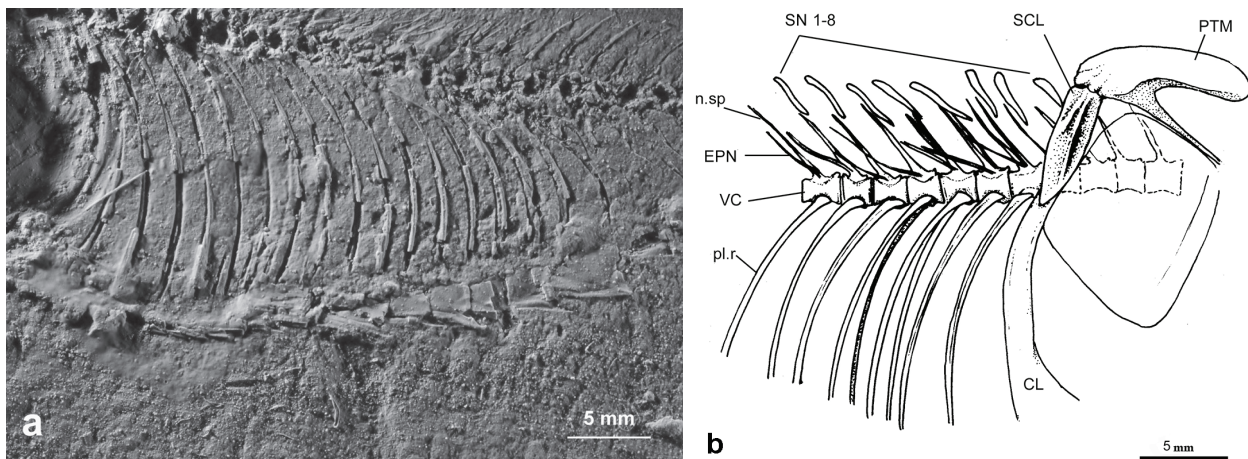 a
5 mm
SN 1-8
SCL
PTM
n.sp
EPN
VC
pl.r
CL
b
5 mm